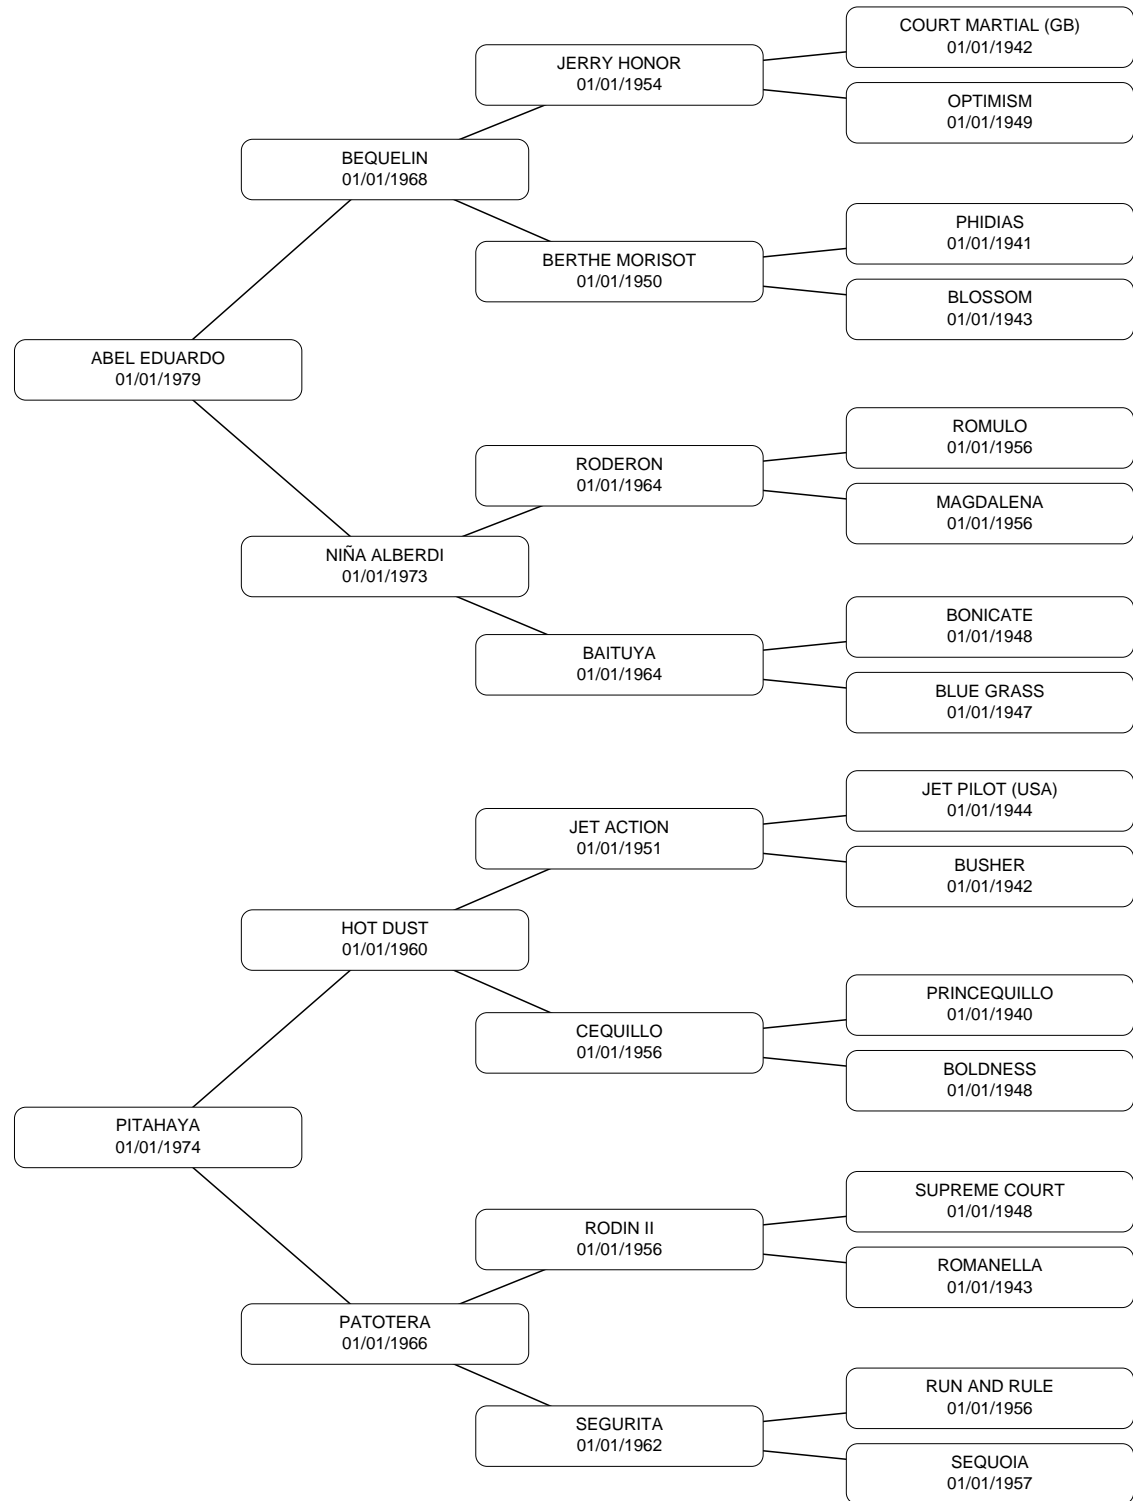 COURT MARTIAL (GB)
01/01/1942
JERRY HONOR
01/01/1954
OPTIMISM
01/01/1949
BEQUELIN
01/01/1968
PHIDIAS
01/01/1941
BERTHE MORISOT
01/01/1950
BLOSSOM
01/01/1943
ABEL EDUARDO
01/01/1979
ROMULO
01/01/1956
RODERON
01/01/1964
MAGDALENA
01/01/1956
NIÑA ALBERDI
01/01/1973
BONICATE
01/01/1948
BAITUYA
01/01/1964
BLUE GRASS
01/01/1947
JET PILOT (USA)
01/01/1944
JET ACTION
01/01/1951
BUSHER
01/01/1942
HOT DUST
01/01/1960
PRINCEQUILLO
01/01/1940
CEQUILLO
01/01/1956
BOLDNESS
01/01/1948
PITAHAYA
01/01/1974
SUPREME COURT
01/01/1948
RODIN II
01/01/1956
ROMANELLA
01/01/1943
PATOTERA
01/01/1966
RUN AND RULE
01/01/1956
SEGURITA
01/01/1962
SEQUOIA
01/01/1957